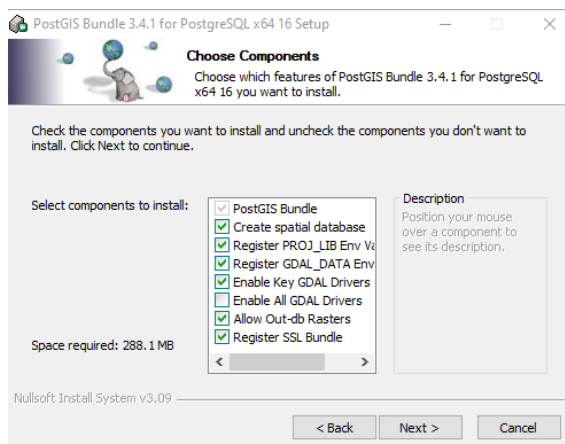 PostGIS Bundle 3.4.1 for PostgreSQL x64 16 Setup
Choose Components
Choose which features of PostGIS Bundle 3.4.1 for PostgreSQL
x64 16 you want to install.
Check the components you want to install and uncheck the components you don't want to
install. Click Next to continue.
Select components to install:
PostGIS Bundle
Create spatial database
Register PROJ_LIB Env Va
Register GDAL_DATA Env
Enable Key GDAL Drivers
Enable All GDAL Drivers
Allow Out-db Rasters
Register SSL Bundle
Description
Position your mouse
over a component to
see its description.
Space required: 288.1 MB
Nullsoft Install System v3.09
< Back
Next >
Cancel